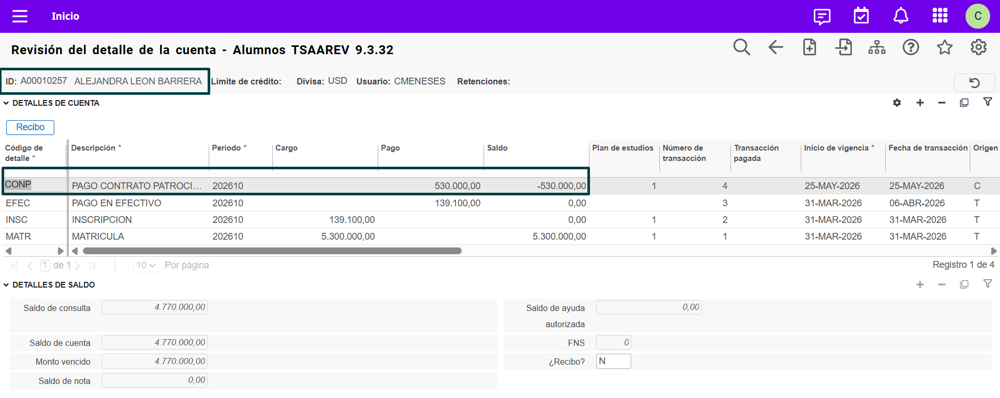 Inicio
C
Revisión del detalle de la cuenta - Alumnos TSAAREV 9.3.32
ID: A00010257 ALEJANDRA LEON BARRERA Límite de crédito: Divisa: USD Usuario: CMENESES Retenciones:
DETALLES DE CUENTA
Recibo
Código de detalle * Descripción * Periodo * Cargo Pago Saldo Plan de estudios Número de transacción Transacción pagada Inicio de vigencia * Fecha de transacción Origen
CONP PAGO CONTRATO PATROCI... 202610 530.000,00 -530.000,00 1 4 25-MAY-2026 25-MAY-2026 C
EFEC PAGO EN EFECTIVO 202610 139.100,00 0,00 3 31-MAR-2026 06-ABR-2026 T
INSC INSCRIPCION 202610 139.100,00 0,00 1 2 31-MAR-2026 31-MAR-2026 T
MATR MATRICULA 202610 5.300.000,00 5.300.000,00 1 1 31-MAR-2026 31-MAR-2026 T
1 de 1 10 Por página Registro 1 de 4
DETALLES DE SALDO
Saldo de consulta 4.770.000,00 Saldo de ayuda autorizada 0,00
Saldo de cuenta 4.770.000,00 FNS 0
Monto vencido 4.770.000,00 ¿Recibo? N
Saldo de nota 0,00